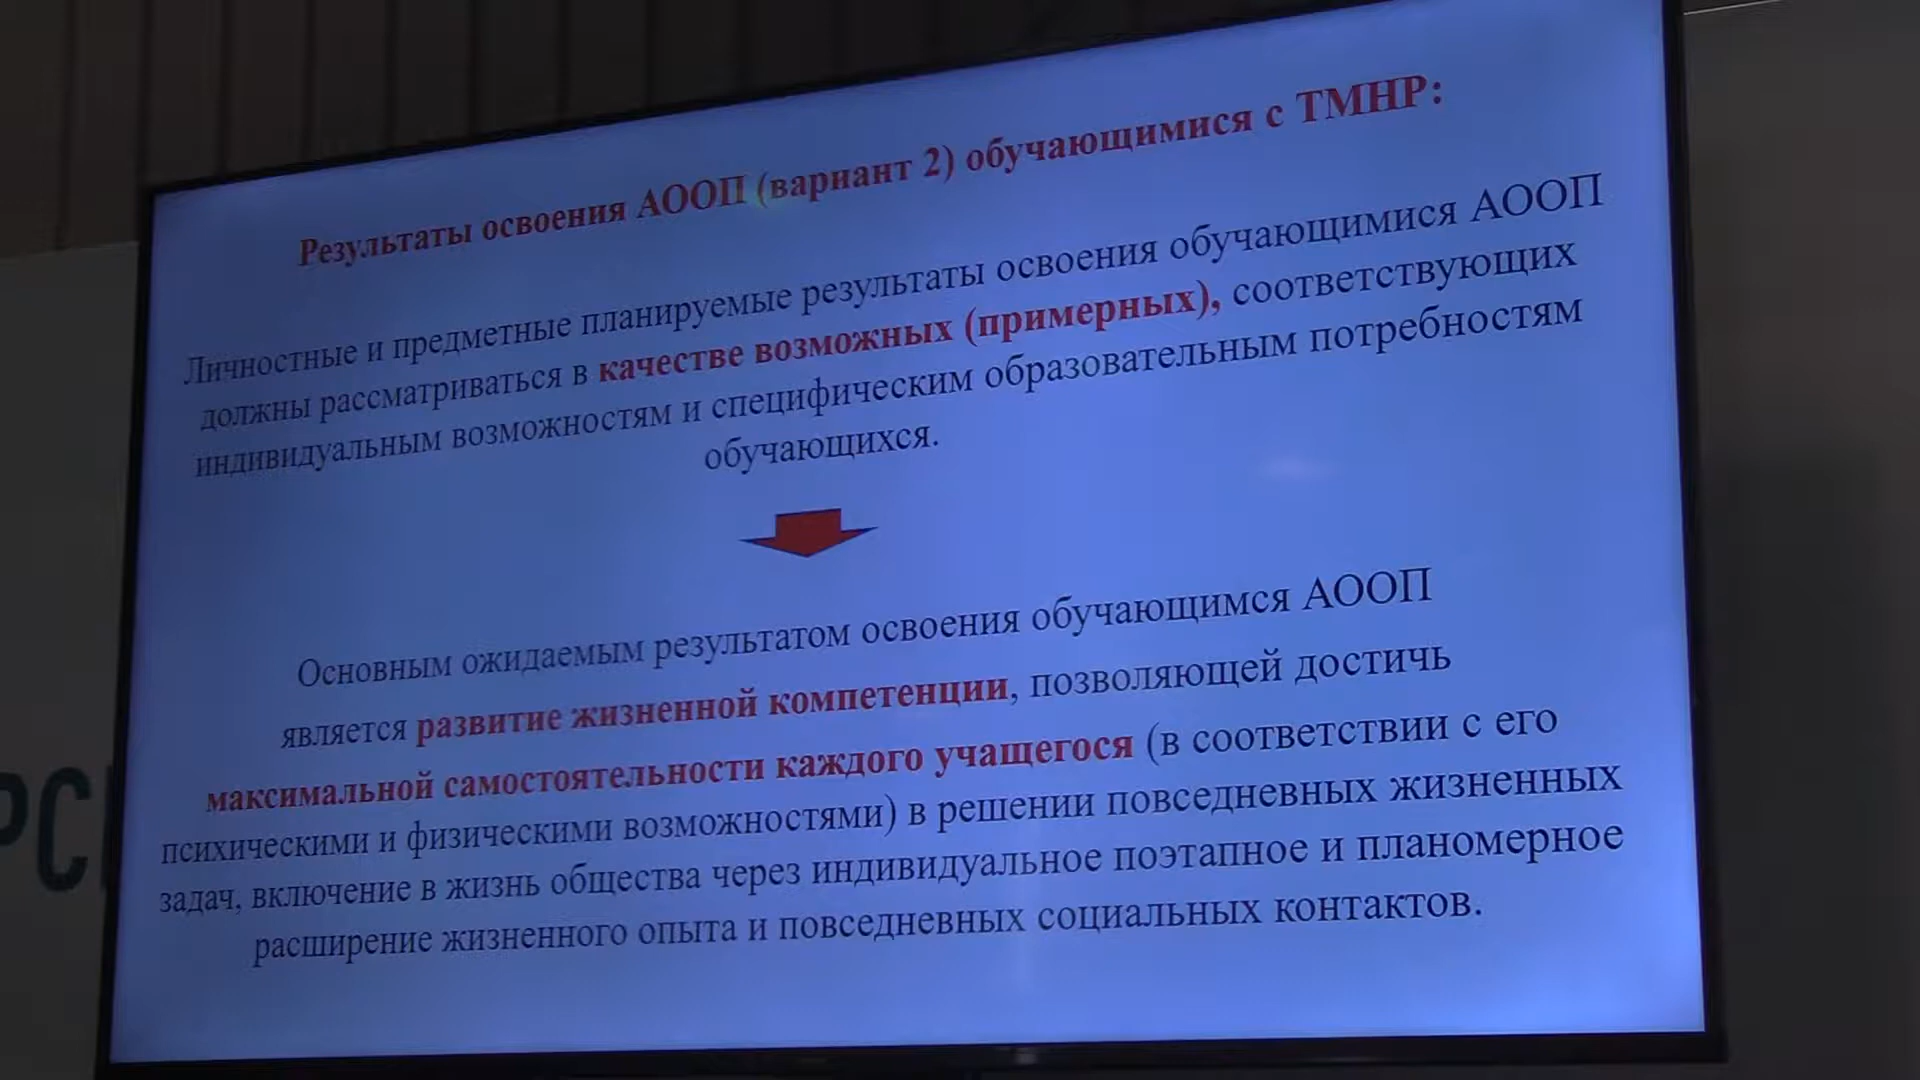 Результаты освоения АООП (вариант 2) обучающимися с ТМНР:
Личностные и предметные планируемые результаты освоения обучающимися АООП
должны рассматриваться в качестве возможных (примерных), соответствующих
индивидуальным возможностям и специфическим образовательным потребностям
обучающихся.
Основным ожидаемым результатом освоения обучающимся АООП
является развитие жизненной компетенции, позволяющей достичь
максимальной самостоятельности каждого учащегося (в соответствии с его
психическими и физическими возможностями) в решении повседневных жизненных
задач, включение в жизнь общества через индивидуальное поэтапное и планомерное
расширение жизненного опыта и повседневных социальных контактов.